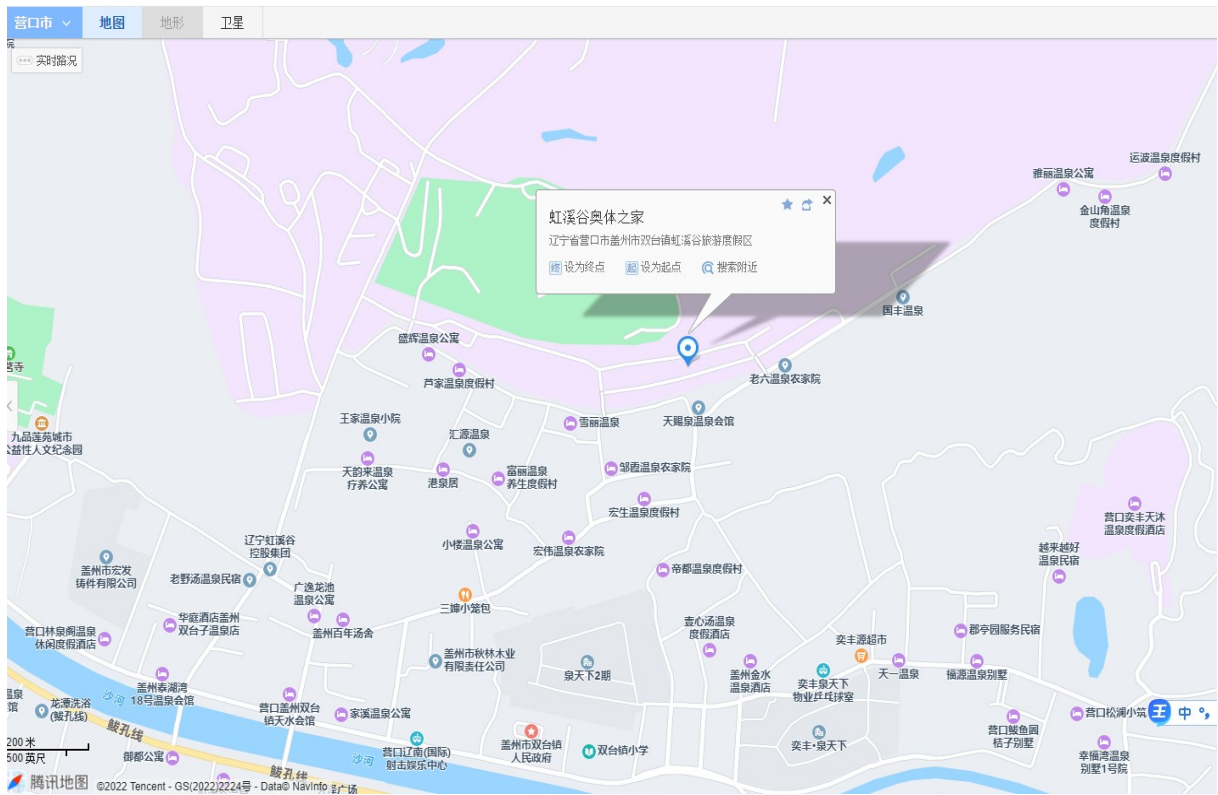 营口市
地图
地形
卫星
院
实时路况
运波温泉度假村
雅丽温泉公寓
金山角温泉
度假村
虹溪谷奥体之家
辽宁省营口市盖州市双台镇虹溪谷旅游度假区
终 设为终点
起 设为起点
搜索附近
国丰温泉
盛辉温泉公寓
芦家温泉度假村
老六温泉农家院
九品莲苑城市
公益性人文纪念园
王家温泉小院
汇源温泉
雪丽温泉
天赐泉温泉会馆
天韵来温泉
疗养公寓
港泉居
富丽温泉
养生度假村
邹霞温泉农家院
宏生温泉度假村
营口奕丰天沐
温泉度假酒店
辽宁虹溪谷
控股集团
小楼温泉公寓
宏伟温泉农家院
越来越好
温泉民宿
盖州市宏发
铸件有限公司
老野汤温泉民宿
帝都温泉度假村
广逸龙池
温泉公寓
三嬸小笼包
华庭酒店盖州
双台子温泉店
盖州百年汤舍
壹心汤温泉
度假酒店
营口林泉阁温泉
休闲度假酒店
奕丰源超市
郡亭园服务民宿
盖州市秋林木业
有限责任公司
泉天下2期
盖州金水
温泉酒店
奕丰泉天下
物业乒乓球室
天一温泉
福源温泉别墅
盖州泰湖湾
18号温泉会馆
沙河
龙潭洗浴
(鲅孔线)
营口盖州双台
镇天水会馆
家溪温泉公寓
营口松澜小筑
王 中 °,
鲅孔线
营口鲅鱼圆
桔子别墅
200 米
500 英尺
御都公寓
沙河
营口辽南(国际)
射击娱乐中心
盖州市双台镇
人民政府
双台镇小学
奕丰·泉天下
幸福湾温泉
别墅1号院
鲅孔线
腾讯地图
©2022 Tencent - GS(2022)2224号 - Data© NavInfo
广场